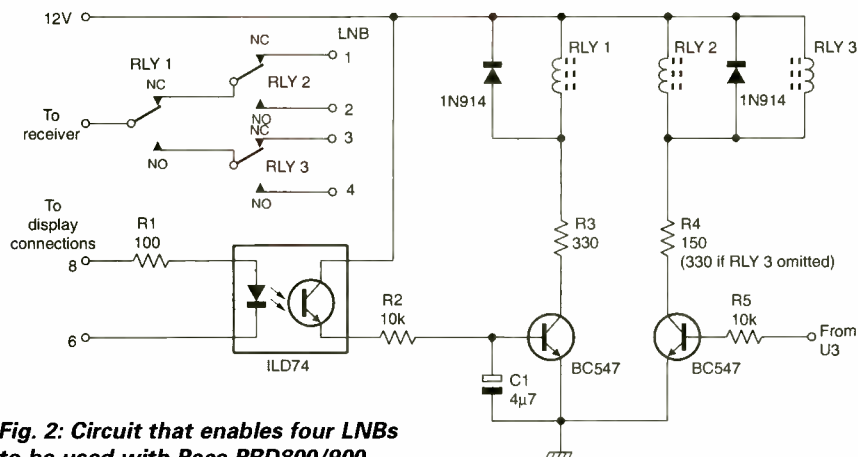 12V
LNB
NC
1
RLY 1
RLY 2
NC
To
receiver
2
NO
NC
3
NO
RLY 3
4
NO
To
display
connections
R1
100
8
6
ILD74
R2
10k
C1
4µ7
1N914
RLY 1
RLY 2
1N914
RLY 3
R3
330
R4
150
(330 if RLY 3 omitted)
R5
10k
From
U3
BC547
BC547
Fig. 2: Circuit that enables four LNBs
to be used with Pace PRD800/900